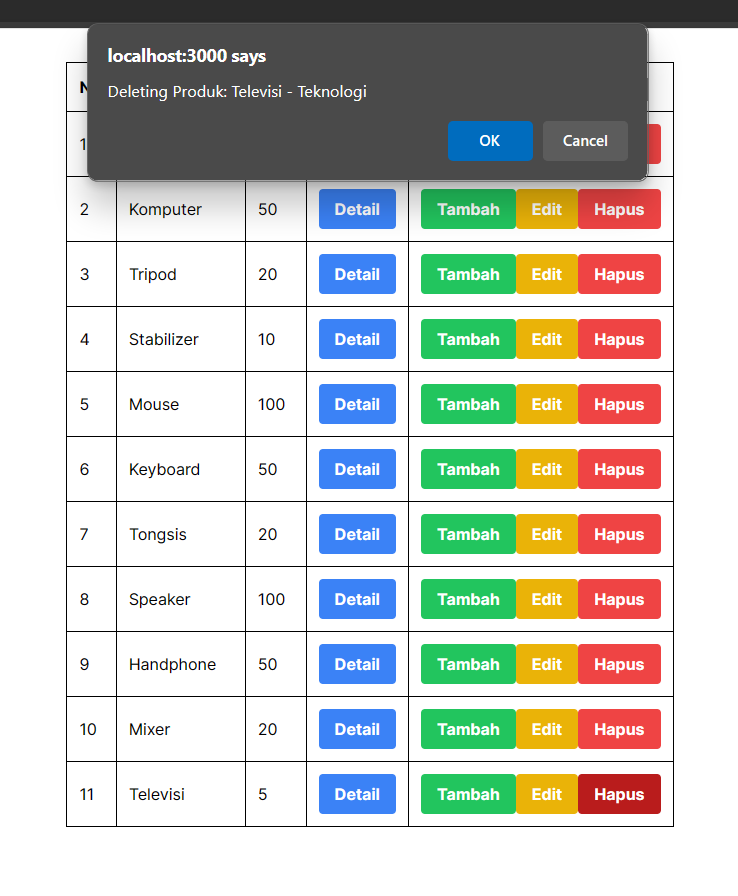 localhost:3000 says
Deleting Produk: Televisi - Teknologi
OK Cancel
1
2 Komputer 50 Detail Tambah Edit Hapus
3 Tripod 20 Detail Tambah Edit Hapus
4 Stabilizer 10 Detail Tambah Edit Hapus
5 Mouse 100 Detail Tambah Edit Hapus
6 Keyboard 50 Detail Tambah Edit Hapus
7 Tongsis 20 Detail Tambah Edit Hapus
8 Speaker 100 Detail Tambah Edit Hapus
9 Handphone 50 Detail Tambah Edit Hapus
10 Mixer 20 Detail Tambah Edit Hapus
11 Televisi 5 Detail Tambah Edit Hapus